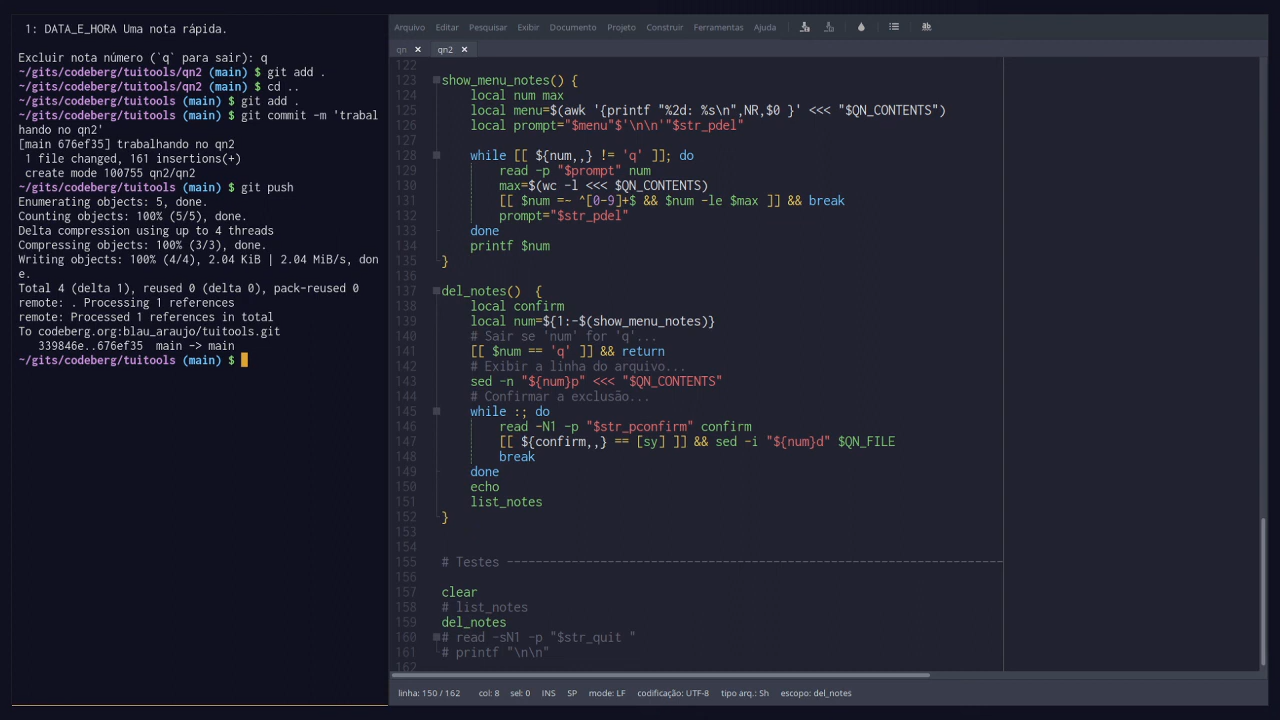 1: DATA_E_HORA Uma nota rápida.
Excluir nota número (`q` para sair): q
~/gits/codeberg/tuitools/qn2 (main) $ git add .
~/gits/codeberg/tuitools/qn2 (main) $ cd ..
~/gits/codeberg/tuitools (main) $ git add .
~/gits/codeberg/tuitools (main) $ git commit -m 'trabal
hando no qn2'
[main 676ef35] trabalhando no qn2
1 file changed, 161 insertions(+)
create mode 100755 qn2/qn2
~/gits/codeberg/tuitools (main) $ git push
Enumerating objects: 5, done.
Counting objects: 100% (5/5), done.
Delta compression using up to 4 threads
Compressing objects: 100% (3/3), done.
Writing objects: 100% (4/4), 2.04 KiB | 2.04 MiB/s, don
e.
Total 4 (delta 1), reused 0 (delta 0), pack-reused 0
remote: . Processing 1 references
remote: Processed 1 references in total
To codeberg.org:blau_araujo/tuitools.git
339846e..676ef35  main -> main
~/gits/codeberg/tuitools (main) $
Arquivo Editar Pesquisar Exibir Documento Projeto Construir Ferramentas Ajuda
qn × qn2 ×
122
123 show_menu_notes() {
124     local num max
125     local menu=$(awk '{printf "%2d: %s\n",NR,$0 }' <<< "$QN_CONTENTS")
126     local prompt="$menu"$'\n\n'"$str_pdel"
127
128     while [[ ${num,,} != 'q' ]]; do
129         read -p "$prompt" num
130         max=$(wc -l <<< $QN_CONTENTS)
131         [[ $num =~ ^[0-9]+$ && $num -le $max ]] && break
132         prompt="$str_pdel"
133     done
134     printf $num
135 }
136
137 del_notes()  {
138     local confirm
139     local num=${1:-$(show_menu_notes)}
140     # Sair se 'num' for 'q'...
141     [[ $num == 'q' ]] && return
142     # Exibir a linha do arquivo...
143     sed -n "${num}p" <<< "$QN_CONTENTS"
144     # Confirmar a exclusão...
145     while :; do
146         read -N1 -p "$str_pconfirm" confirm
147         [[ ${confirm,,} == [sy] ]] && sed -i "${num}d" $QN_FILE
148         break
149     done
150     echo
151     list_notes
152 }
153
154
155 # Testes ---------------------------------------------------------------------
156
157 clear
158 # list_notes
159 del_notes
160 # read -sN1 -p "$str_quit "
161 # printf "\n\n"
162
linha: 150 / 162 col: 8 sel: 0 INS SP mode: LF codificação: UTF-8 tipo arq.: Sh escopo: del_notes